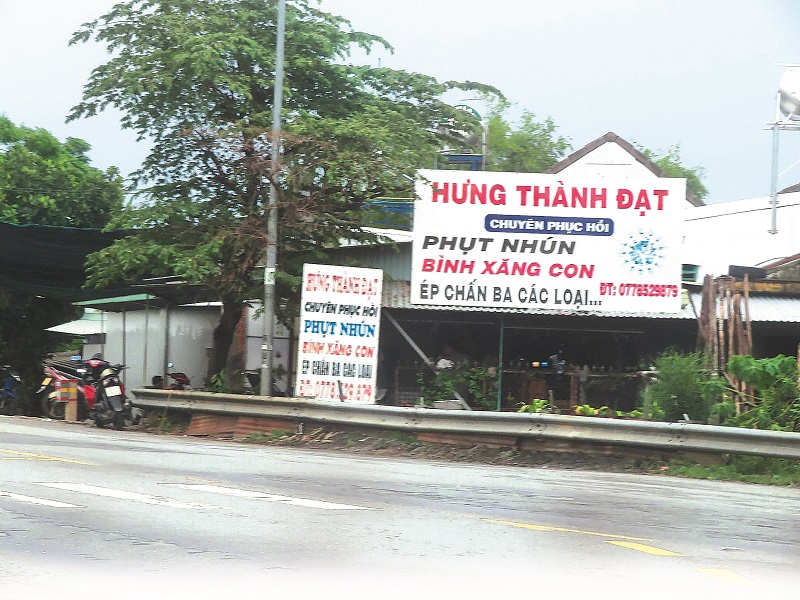 HƯNG THÀNH ĐẠT
CHUYÊN PHỤC HỒI
PHỤT NHÚN
BÌNH XĂNG CON
ÉP CHẤN BA CÁC LOẠI...
ĐT: 0778529879
HƯNG THÀNH ĐẠT
CHUYÊN PHỤC HỒI
PHỤT NHÚN
BÌNH XĂNG CON
ÉP CHẤN BA CÁC LOẠI